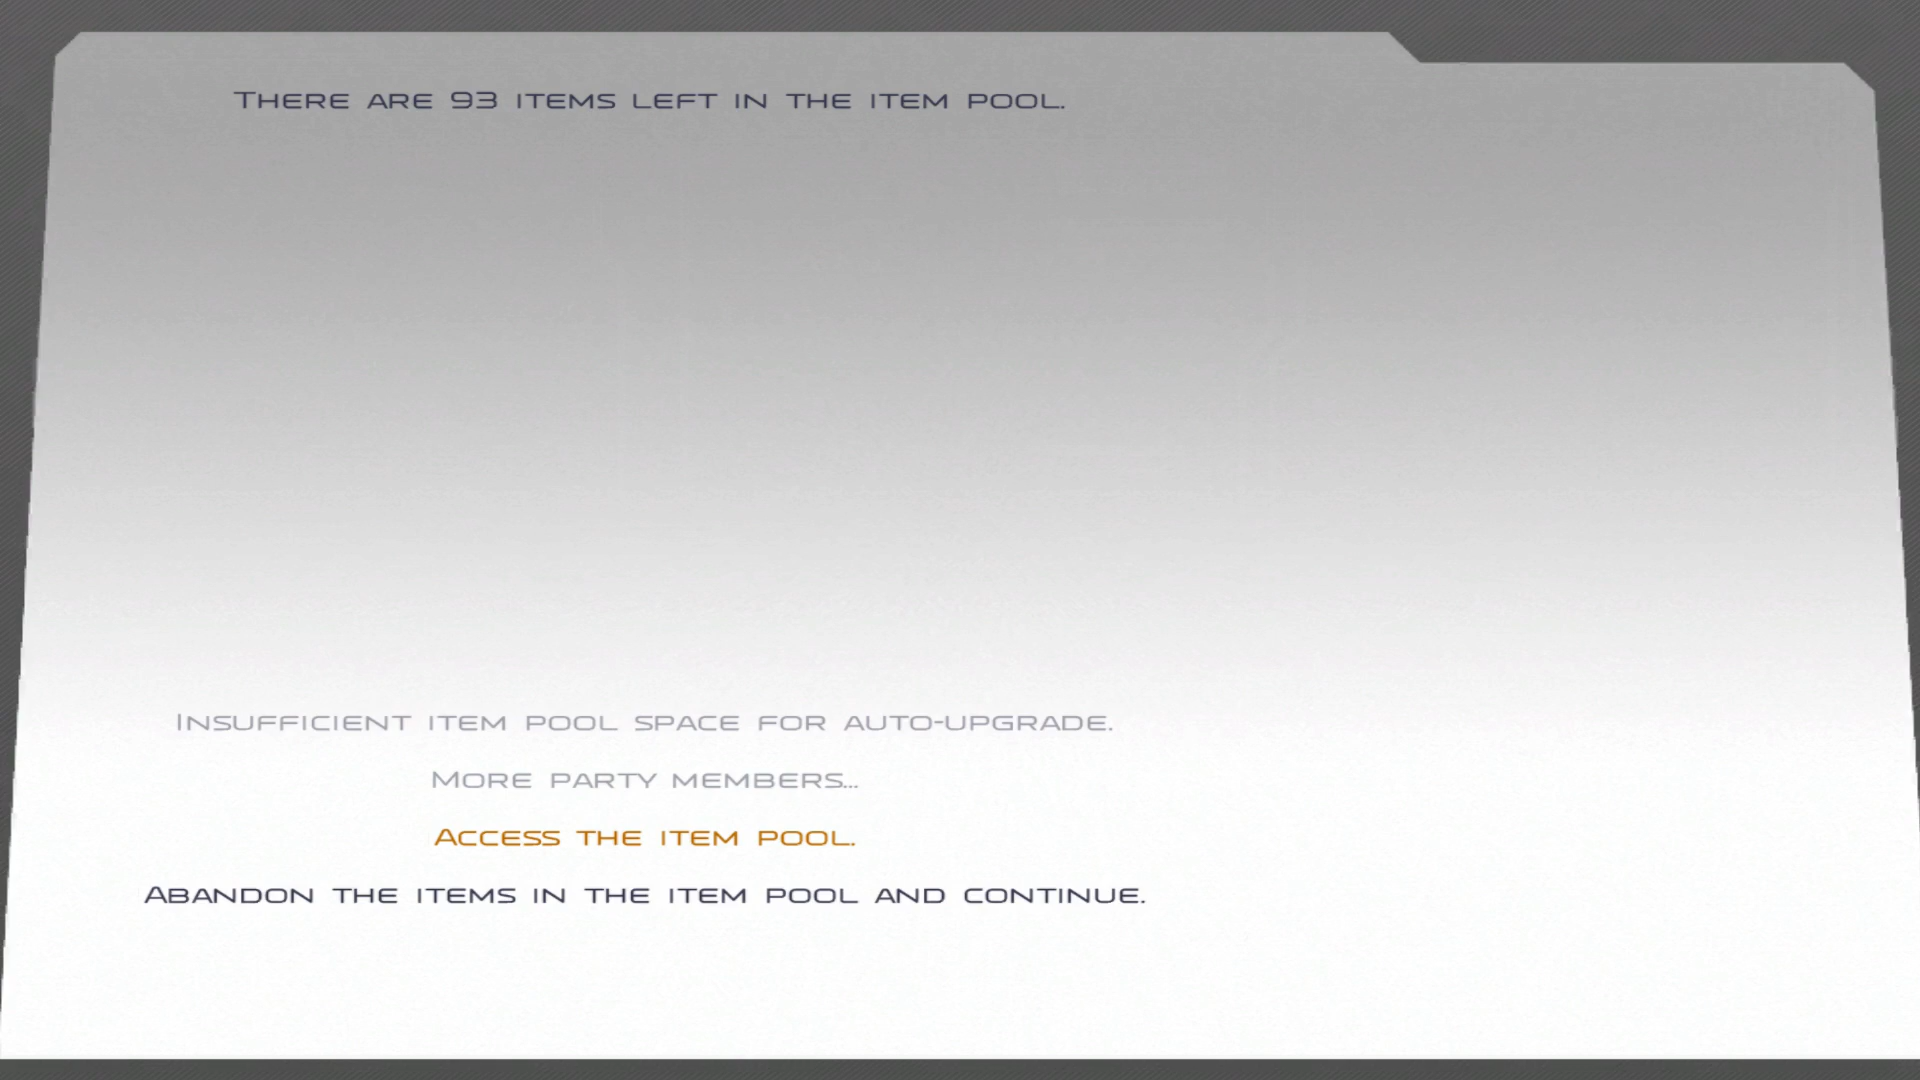 There are 93 items left in the item pool.
Insufficient item pool space for auto-upgrade.
More party members...
Access the item pool.
Abandon the items in the item pool and continue.